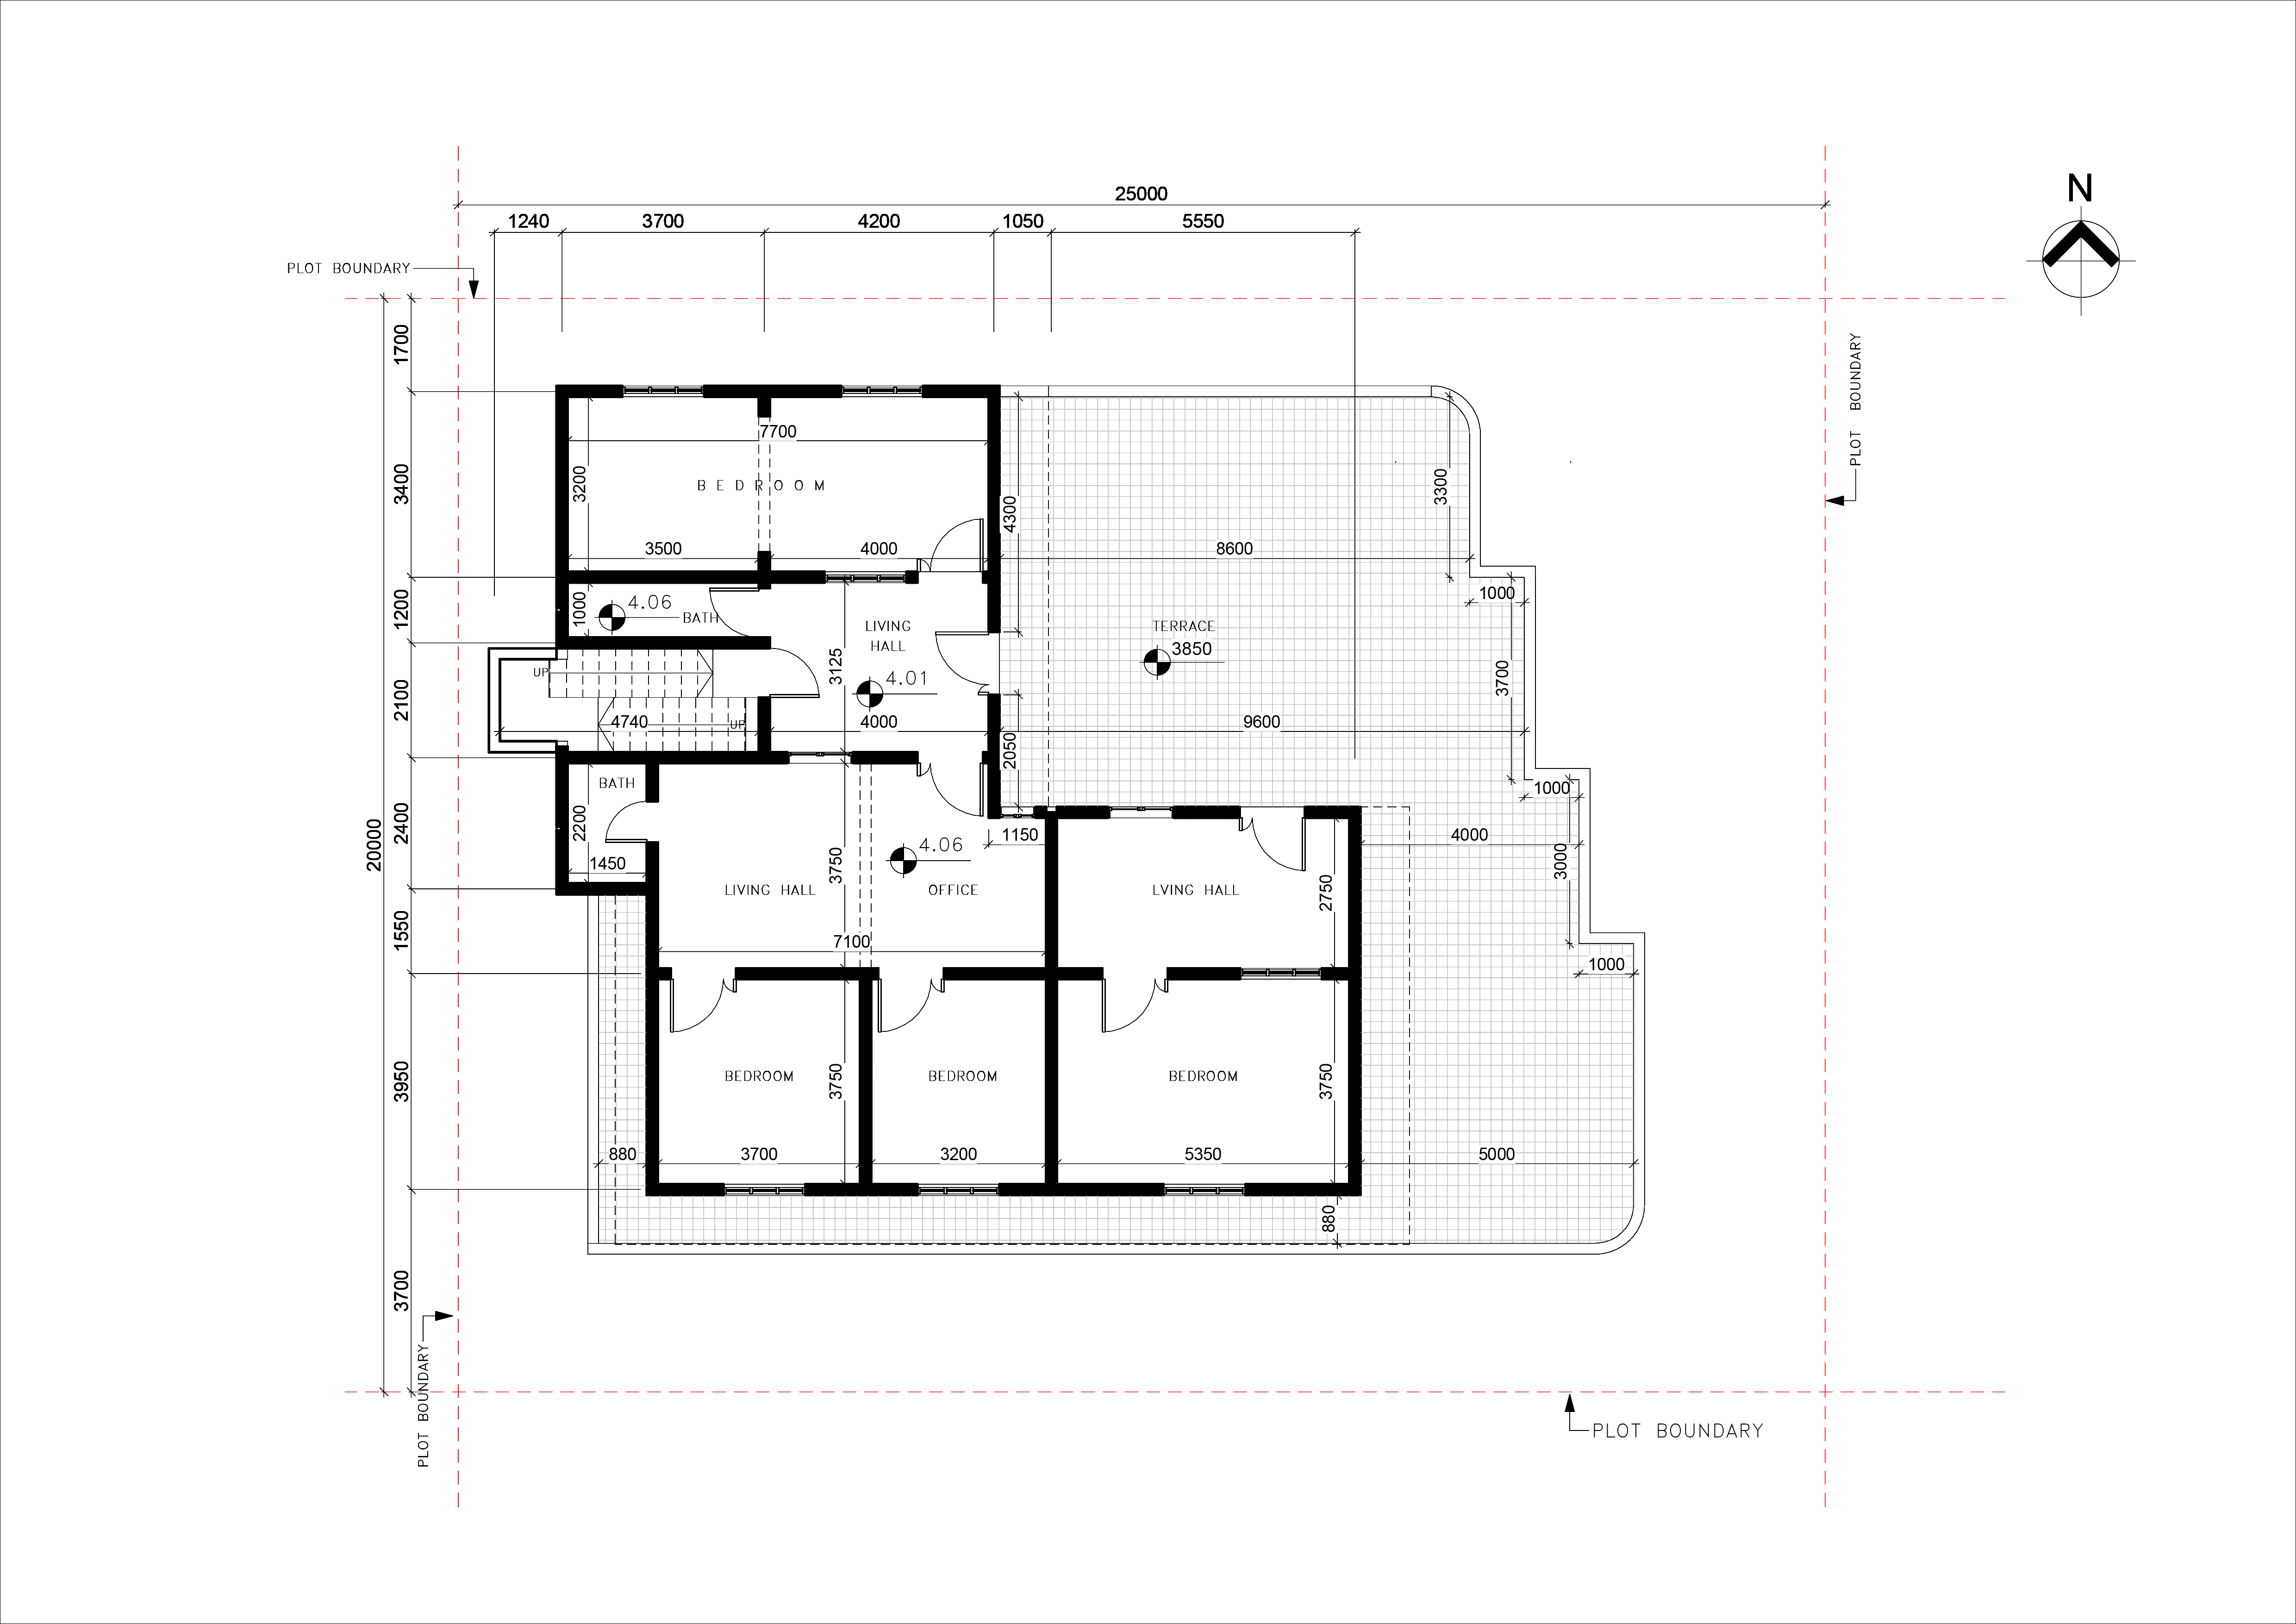 N
25000
1240 3700 4200 1050 5550
PLOT BOUNDARY
1700
PLOT BOUNDARY
7700
3400
3200
BEDROOM
4300
3300
3500 4000 8600
1200
1000
4.06
BATH
LIVING
HALL
TERRACE
3850
1000
UP
3125
4.01
3700
2100
4740
UP
4000
2050
9600
BATH
1000
20000
2400
2200
1450
3750
4.06
1150
4000
3000
LIVING HALL
OFFICE
LVING HALL
2750
1550
7100
1000
3950
BEDROOM
3750
BEDROOM
BEDROOM
3750
880 3700 3200 5350 5000
880
3700
PLOT BOUNDARY
PLOT BOUNDARY